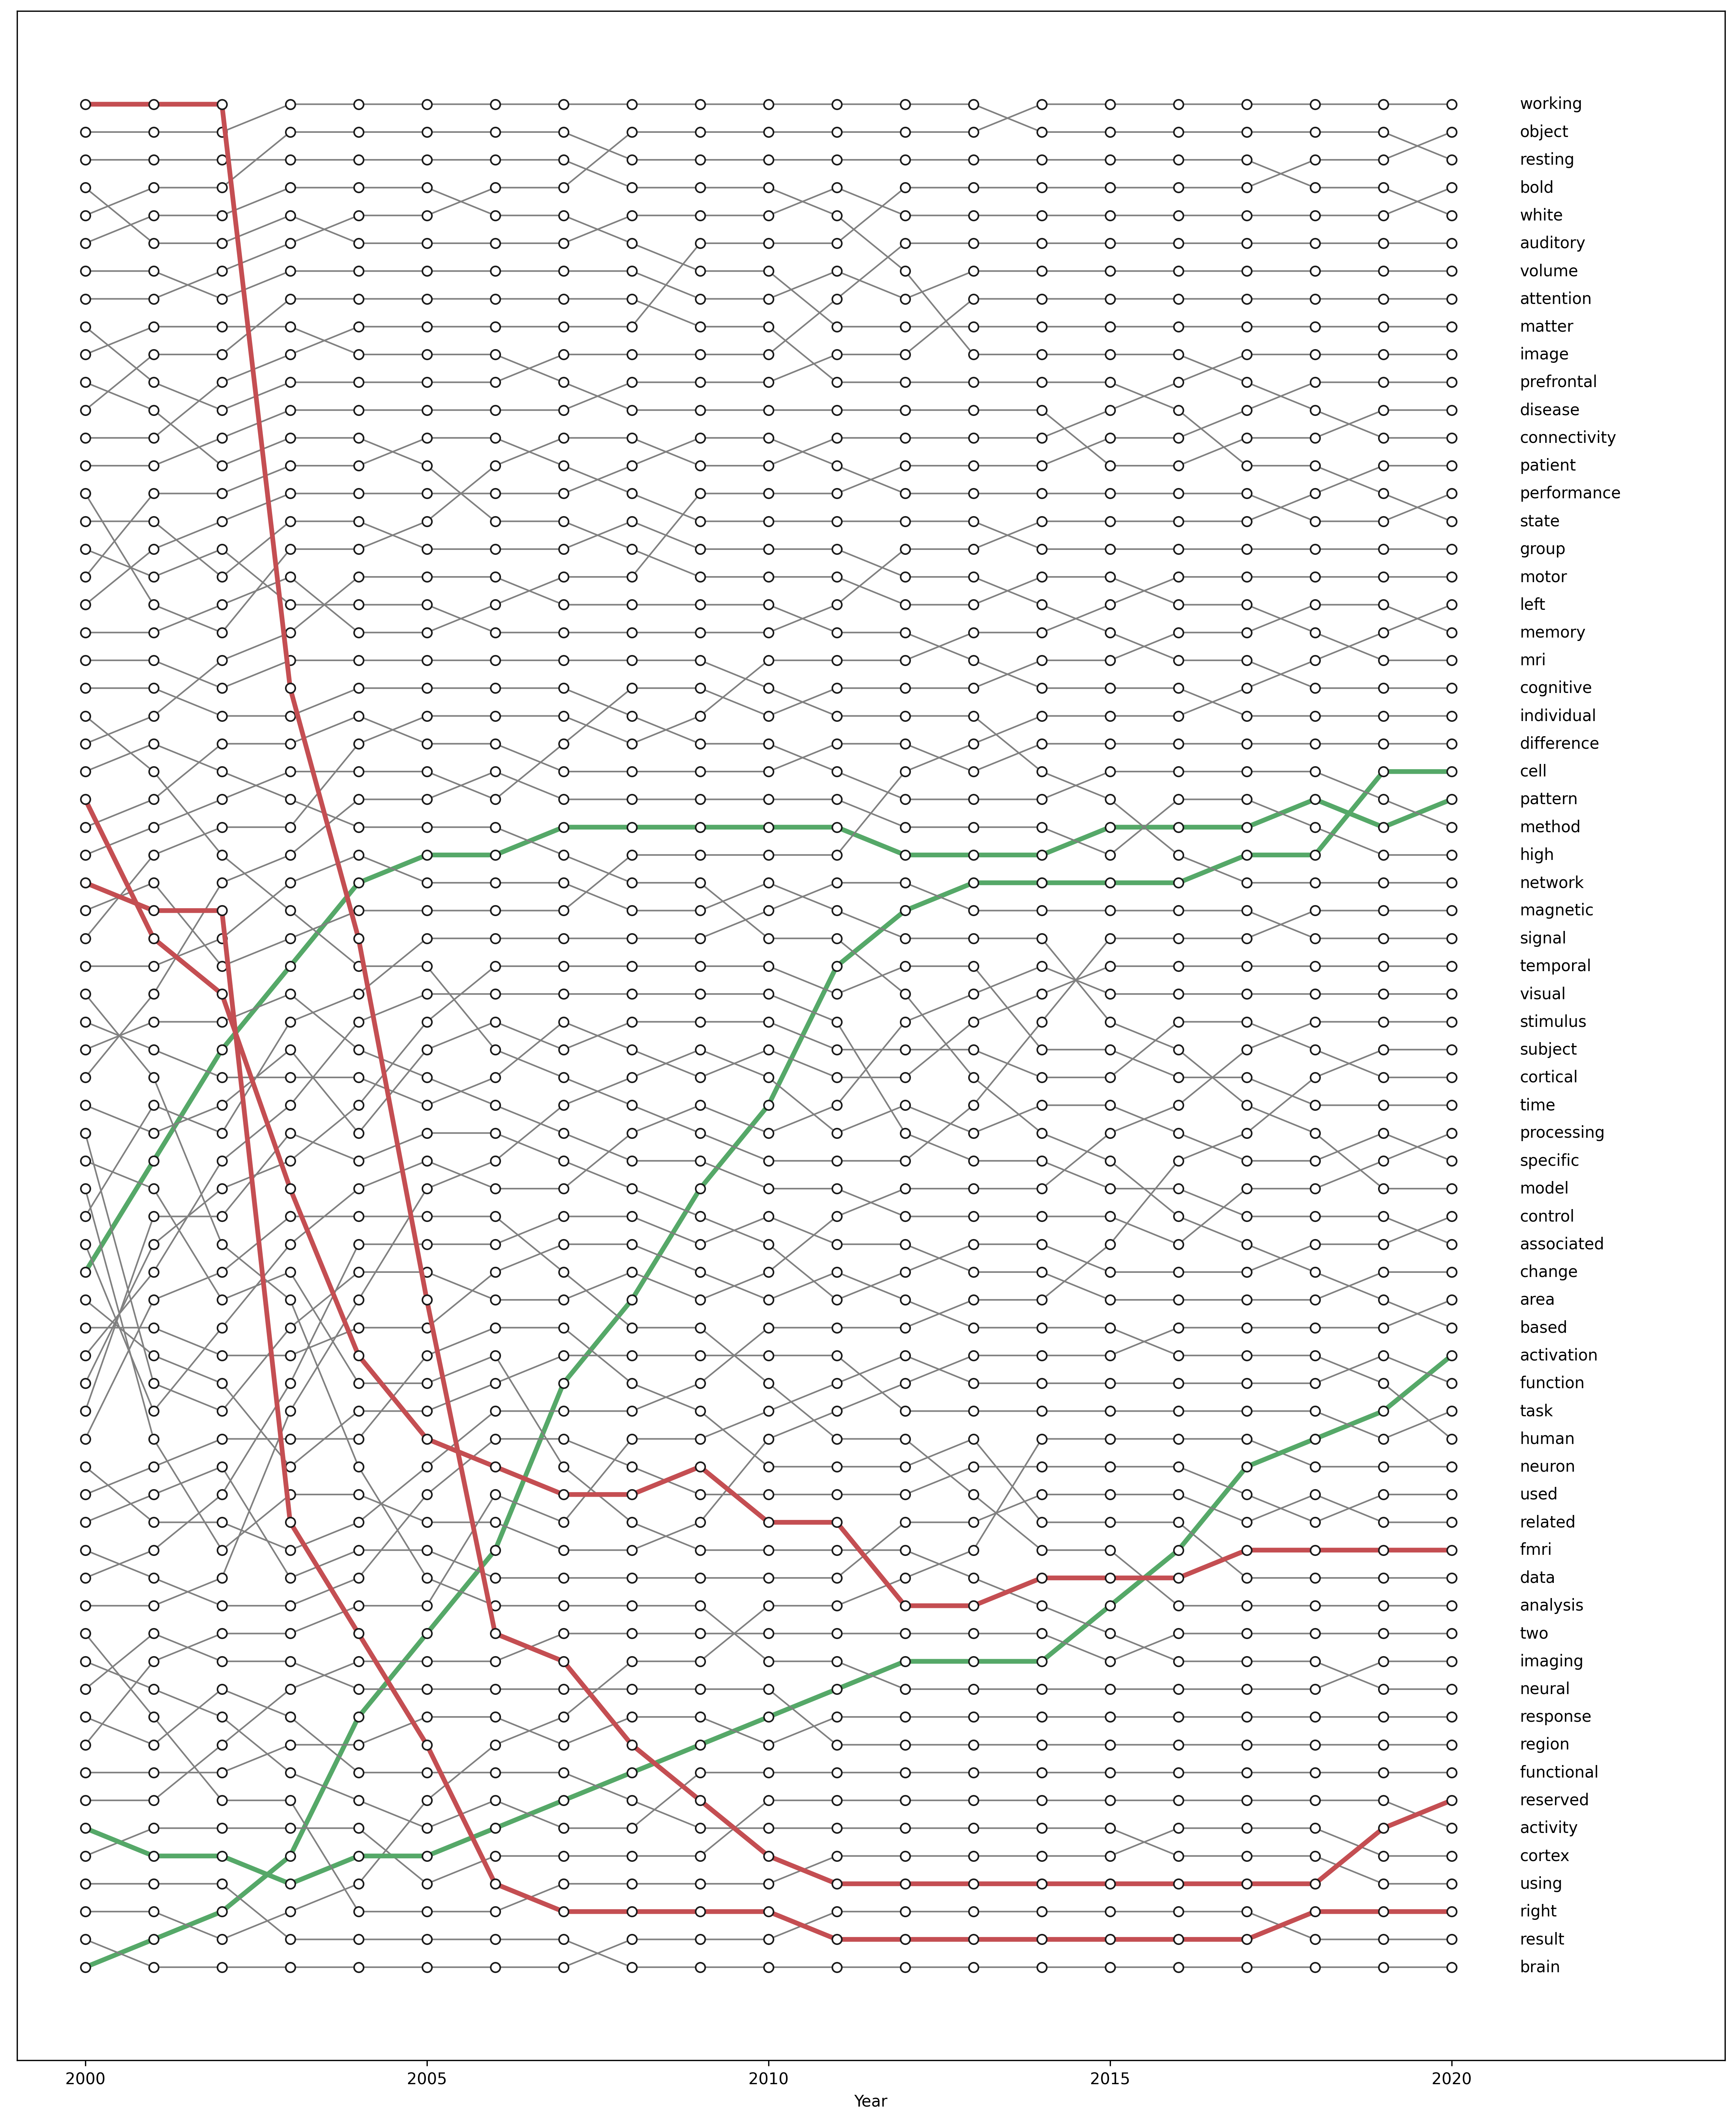 working
object
resting
bold
white
auditory
volume
attention
matter
image
prefrontal
disease
connectivity
patient
performance
state
group
motor
left
memory
mri
cognitive
individual
difference
cell
pattern
method
high
network
magnetic
signal
temporal
visual
stimulus
subject
cortical
time
processing
specific
model
control
associated
change
area
based
activation
function
task
human
neuron
used
related
fmri
data
analysis
two
imaging
neural
response
region
functional
reserved
activity
cortex
using
right
result
brain
2000 2005 2010 2015 2020
Year